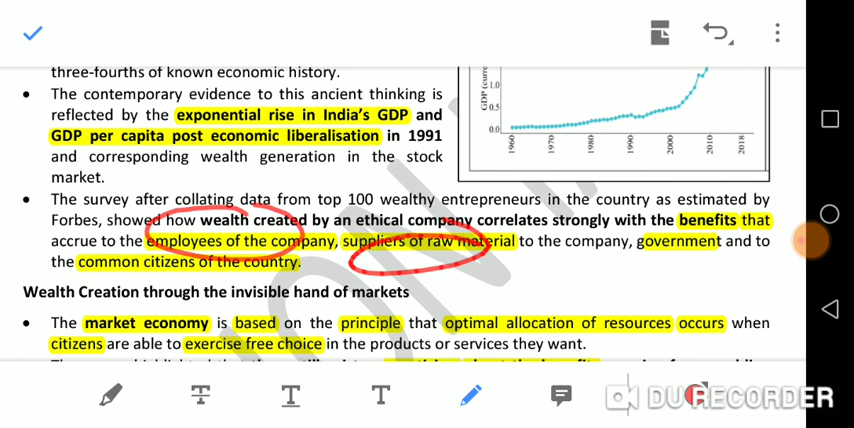 three-fourths of known economic history.
• The contemporary evidence to this ancient thinking is
reflected by the exponential rise in India's GDP and
GDP per capita post economic liberalisation in 1991
and corresponding wealth generation in the stock
market.
GDP (curre
1.0
0.5
0.0
1960
1970
1980
1990
2000
2010
2018
• The survey after collating data from top 100 wealthy entrepreneurs in the country as estimated by
Forbes, showed how wealth created by an ethical company correlates strongly with the benefits that
accrue to the employees of the company, suppliers of raw material to the company, government and to
the common citizens of the country.
Wealth Creation through the invisible hand of markets
• The market economy is based on the principle that optimal allocation of resources occurs when
citizens are able to exercise free choice in the products or services they want.
T T T
DU RECORDER